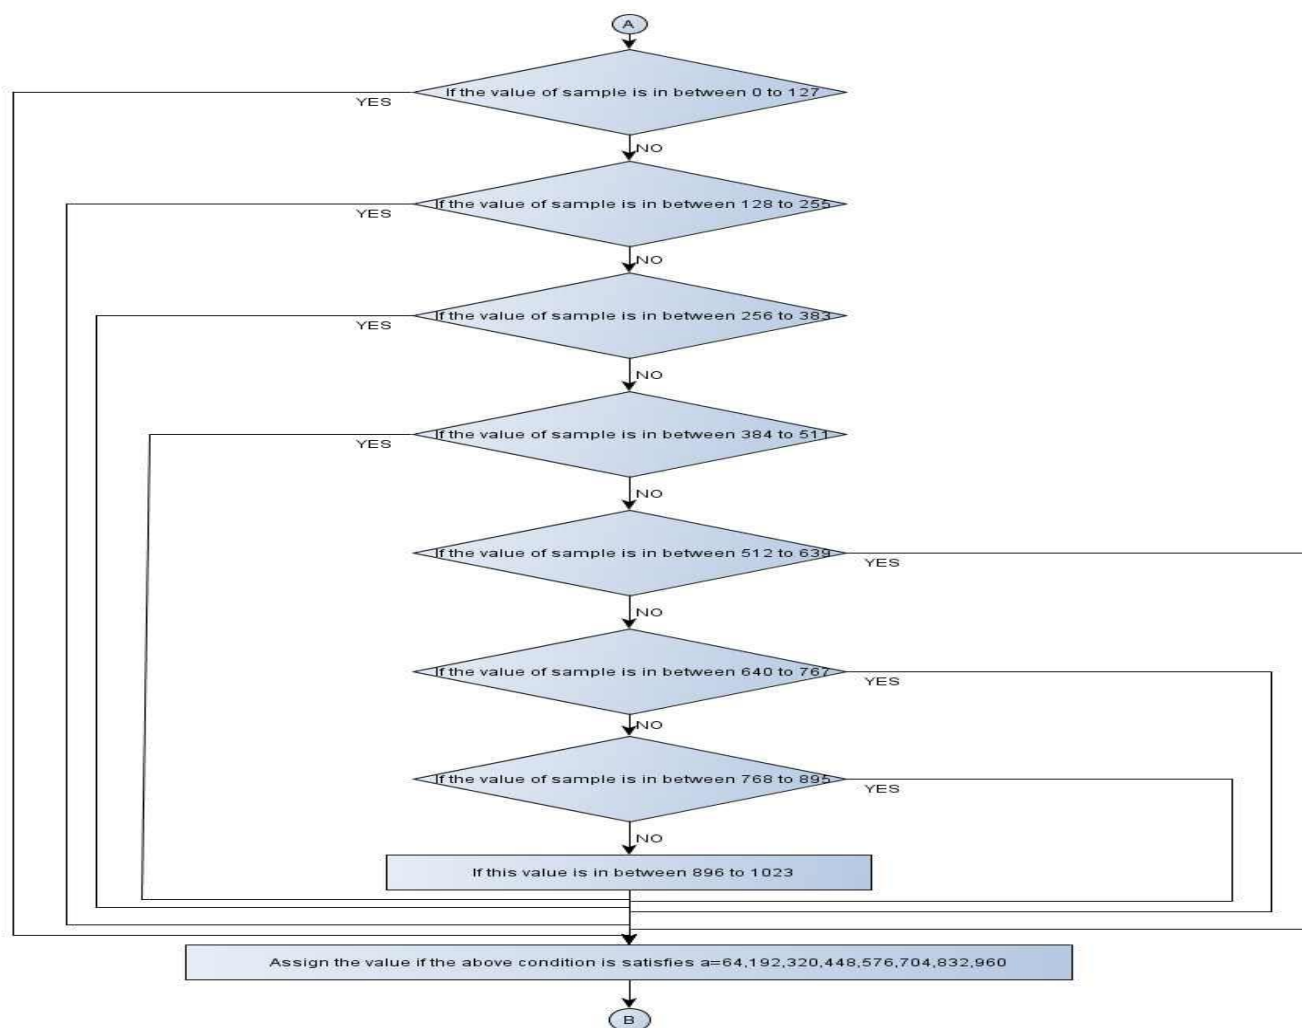 A
If the value of sample is in between 0 to 127
YES
NO
If the value of sample is in between 128 to 255
YES
NO
If the value of sample is in between 256 to 383
YES
NO
If the value of sample is in between 384 to 511
YES
NO
If the value of sample is in between 512 to 639
YES
NO
If the value of sample is in between 640 to 767
YES
NO
If the value of sample is in between 768 to 895
YES
NO
If this value is in between 896 to 1023
Assign the value if the above condition is satisfies a=64,192,320,448,576,704,832,960
B